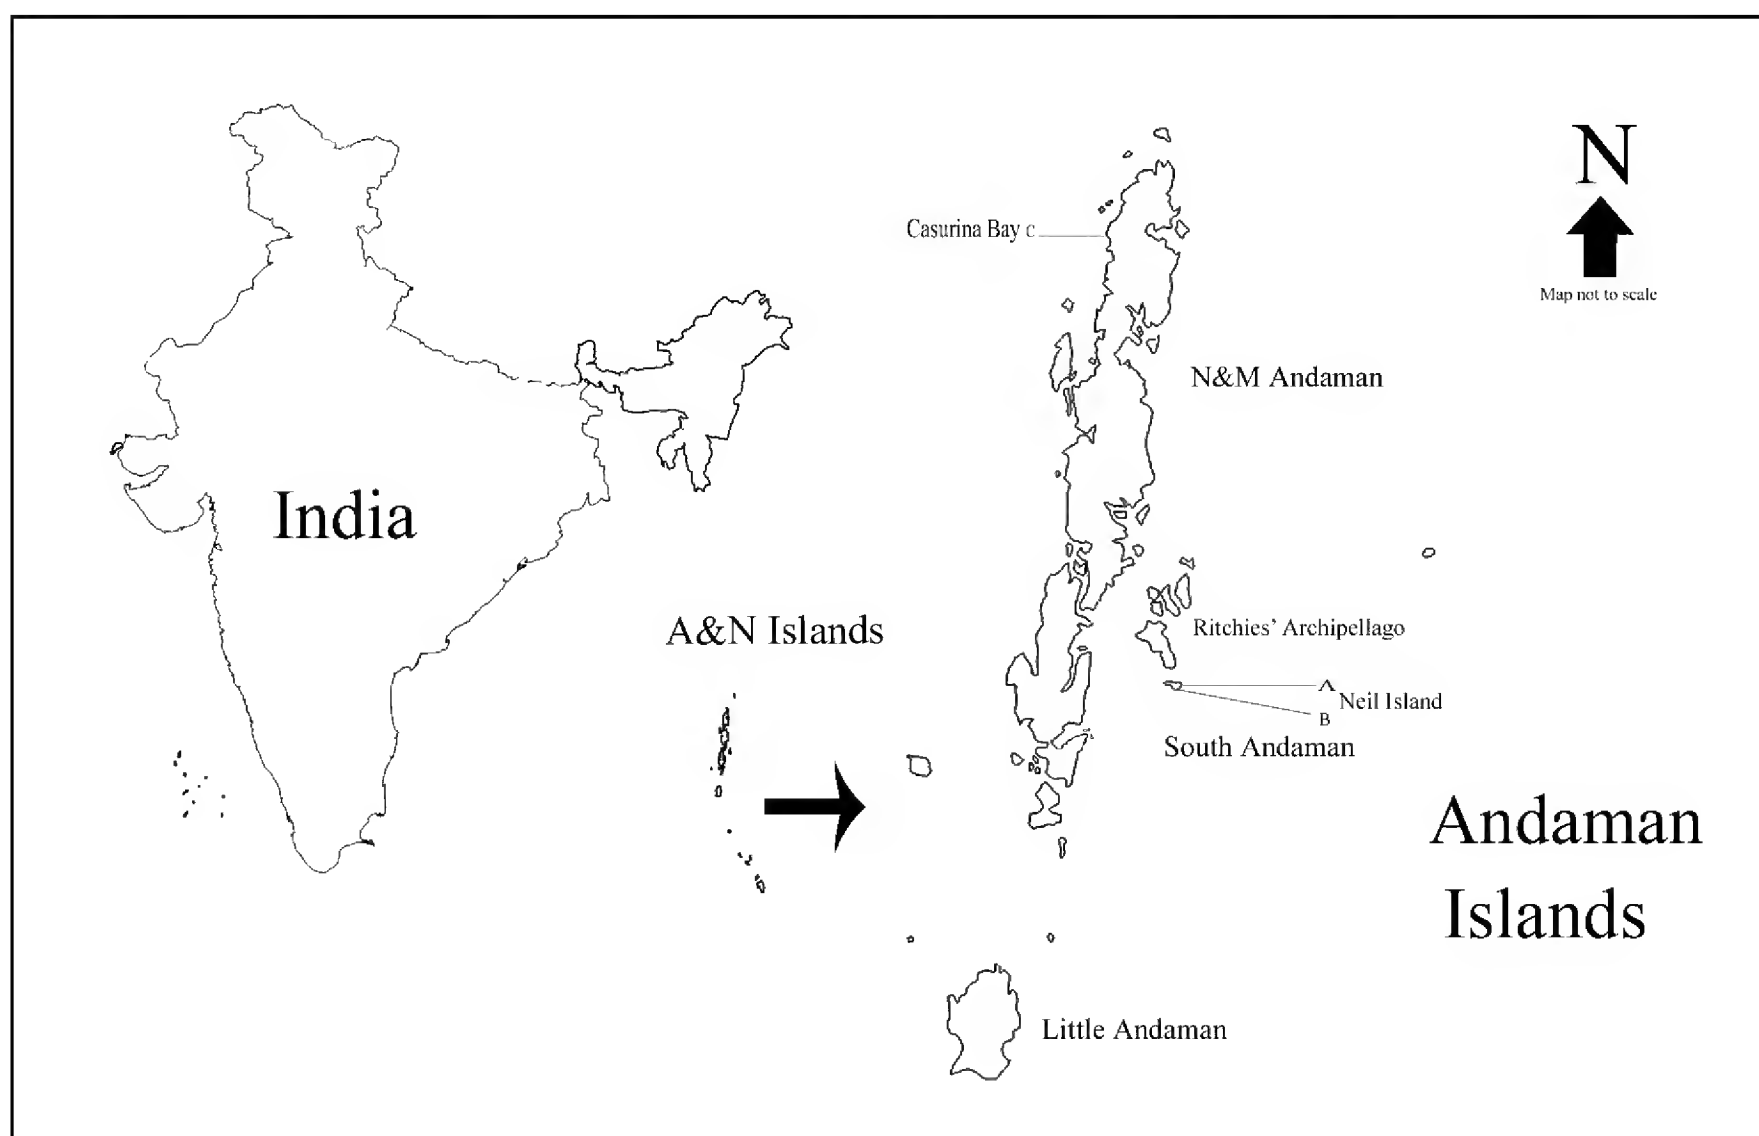 N
Map not to scale
Casurina Bay C
N&M Andaman
India
A&N Islands
Ritchies' Archipellago
A
Neil Island
B
South Andaman
Andaman
Islands
Little Andaman